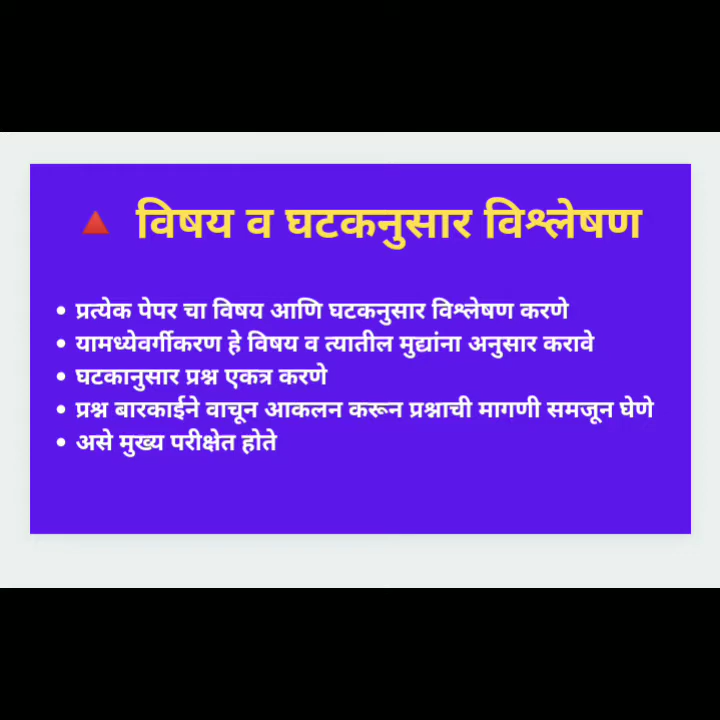 🔺 विषय व घटकनुसार विश्लेषण
• प्रत्येक पेपर चा विषय आणि घटकनुसार विश्लेषण करणे
• यामध्येवर्गीकरण हे विषय व त्यातील मुद्यांना अनुसार करावे
• घटकानुसार प्रश्न एकत्र करणे
• प्रश्न बारकाईने वाचून आकलन करून प्रश्नाची मागणी समजून घेणे
• असे मुख्य परीक्षेत होते